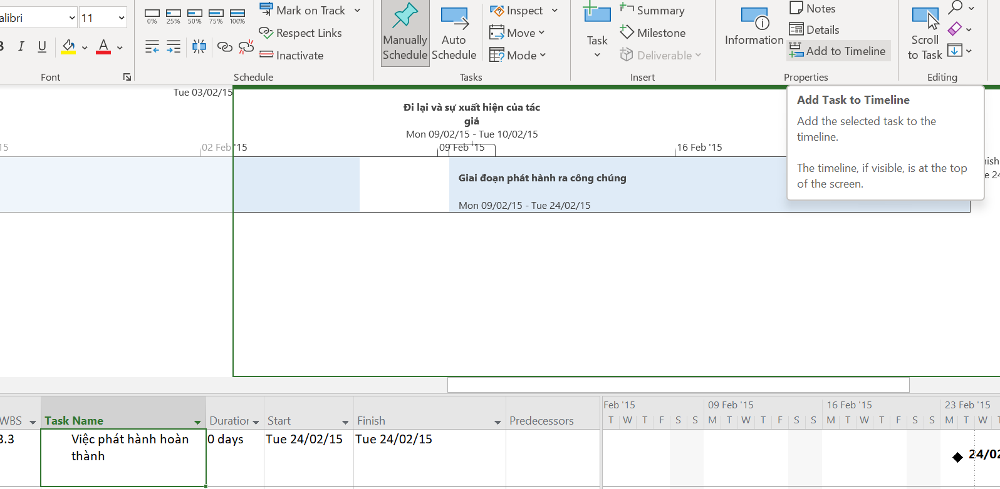 alibri
11
0%
25%
50%
75%
100%
Mark on Track
Respect Links
Inactivate
Manually
Schedule
Auto
Schedule
Inspect
Move
Mode
Task
Summary
Milestone
Deliverable
Information
Notes
Details
Add to Timeline
Scroll
to Task
B
I
U
A
Font
Schedule
Tasks
Insert
Properties
Editing
Tue 03/02/15
Đi lại và sự xuất hiện của tác
giả
Mon 09/02/15 - Tue 10/02/15
15
02 Feb '15
09 Feb '15
16 Feb '15
Giai đoạn phát hành ra công chúng
Mon 09/02/15 - Tue 24/02/15
Add Task to Timeline
Add the selected task to the
timeline.
The timeline, if visible, is at the top
of the screen.
nish
e 24
WBS
Task Name
Duration
Start
Finish
Predecessors
Feb '15
09 Feb '15
16 Feb '15
23 Feb '15
T W T F S S M T W T F S S M T W T F S S M T W T
3.3
Việc phát hành hoàn
thành
0 days
Tue 24/02/15
Tue 24/02/15
24/02